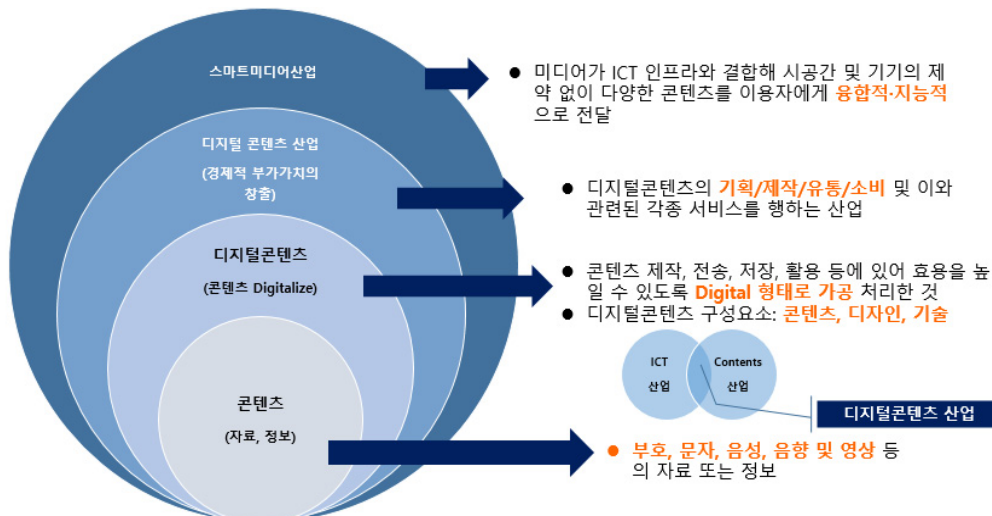 스마트미디어산업
● 미디어가 ICT 인프라와 결합해 시공간 및 기기의 제
약 없이 다양한 콘텐츠를 이용자에게 융합적·지능적
으로 전달
디지털 콘텐츠 산업
(경제적 부가가치의
창출)
● 디지털콘텐츠의 기획/제작/유통/소비 및 이와
관련된 각종 서비스를 행하는 산업
디지털콘텐츠
(콘텐츠 Digitalize)
● 콘텐츠 제작, 전송, 저장, 활용 등에 있어 효용을 높
일 수 있도록 Digital 형태로 가공 처리한 것
● 디지털콘텐츠 구성요소: 콘텐츠, 디자인, 기술
ICT
산업
Contents
산업
디지털콘텐츠 산업
콘텐츠
(자료, 정보)
● 부호, 문자, 음성, 음향 및 영상 등
의 자료 또는 정보